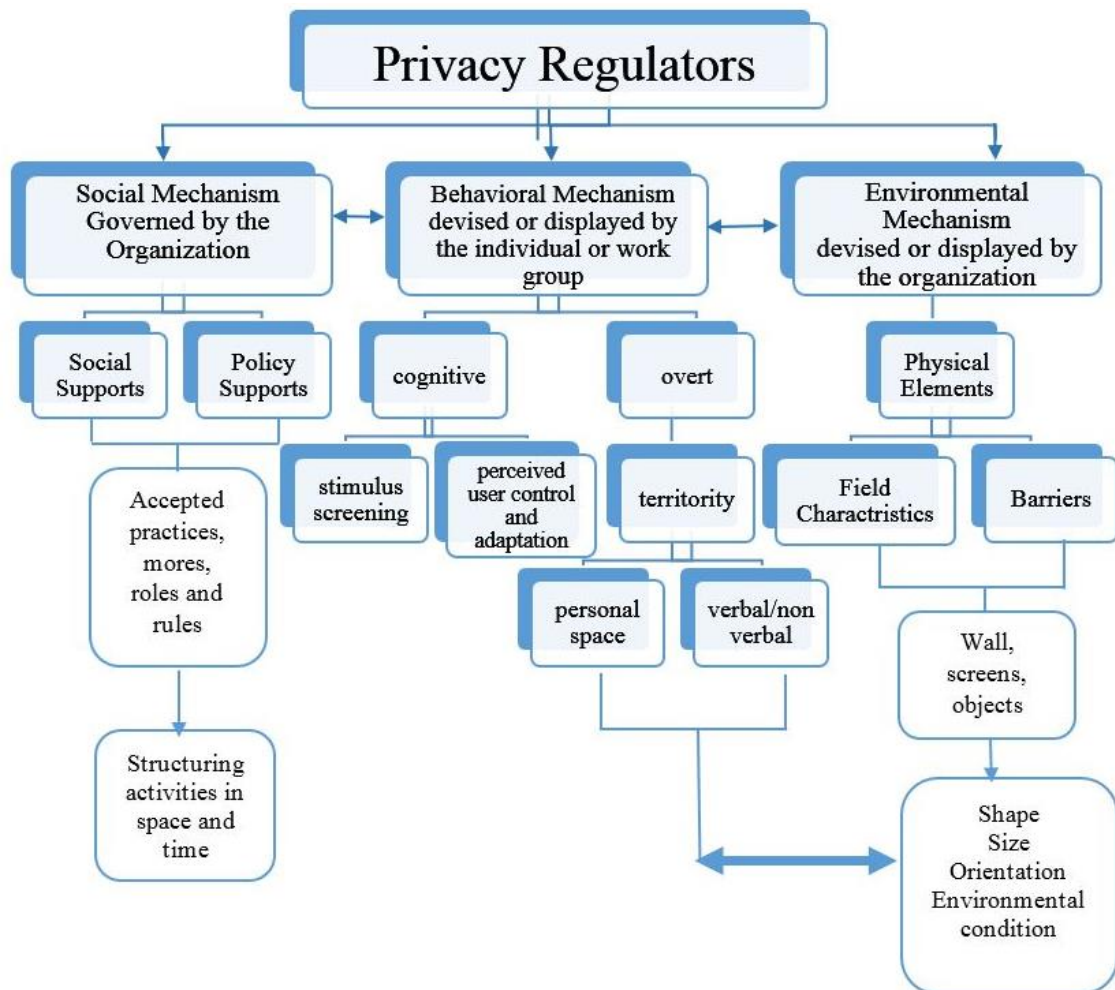 Privacy Regulators
Social Mechanism
Governed by the
Organization
Behavioral Mechanism
devised or displayed by
the individual or work
group
Environmental
Mechanism
devised or displayed by
the organization
Social
Supports
Policy
Supports
cognitive
overt
Physical
Elements
stimulus
screening
perceived
user control
and
adaptation
territority
Field
Charactristics
Barriers
Accepted
practices,
mores,
roles and
rules
personal
space
verbal/non
verbal
Wall,
screens,
objects
Structuring
activities in
space and
time
Shape
Size
Orientation
Environmental
condition